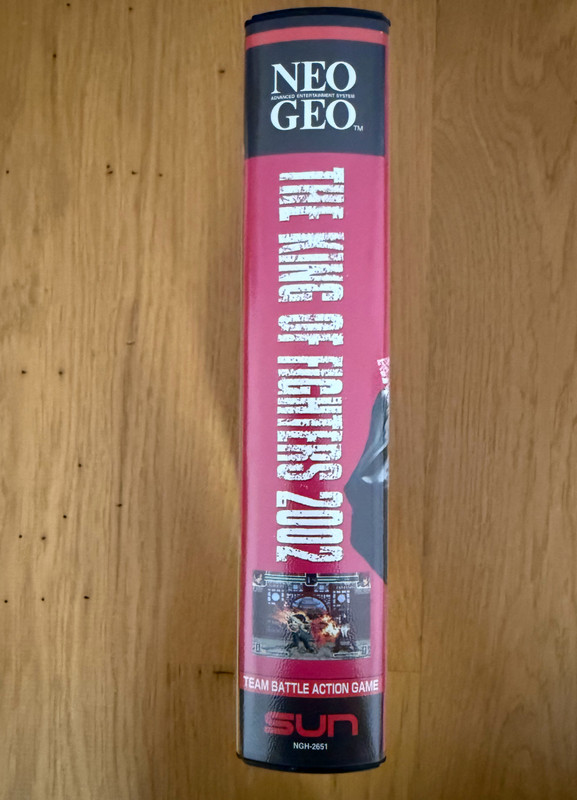 NEO
ADVANCED ENTERTAINMENT SYSTEM
GEO TM
THE KING OF FIGHTERS 2002
TEAM BATTLE ACTION GAME
sun
NGH-2651